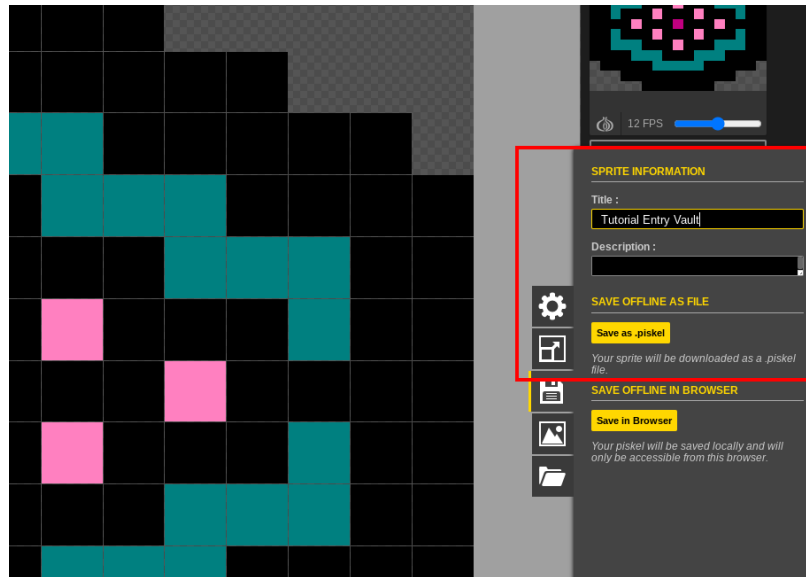 12 FPS
SPRITE INFORMATION
Title :
Tutorial Entry Vault
Description :
SAVE OFFLINE AS FILE
Save as .piskel
Your sprite will be downloaded as a .piskel
file.
SAVE OFFLINE IN BROWSER
Save in Browser
Your piskel will be saved locally and will
only be accessible from this browser.